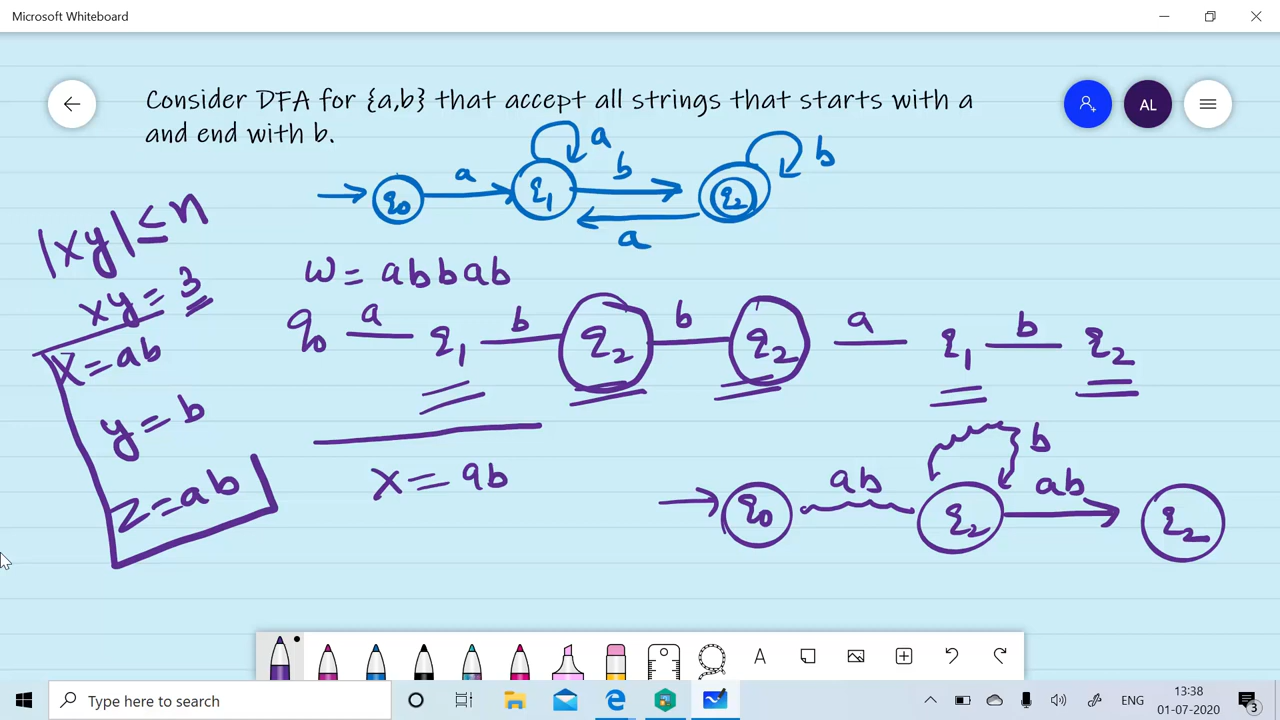 Microsoft Whiteboard
Consider DFA for {a,b} that accept all strings that starts with a
and end with b.
AL
q0 a q1 a b a q2 b
|xy| ≤ n
xy = 3
x = ab
y = b
z = ab
w = abbab
q0 a q1 b q2 b q2 a q1 b q2
x = ab
q0 ab q2 b ab q2
A
Type here to search
ENG
13:38
01-07-2020
3